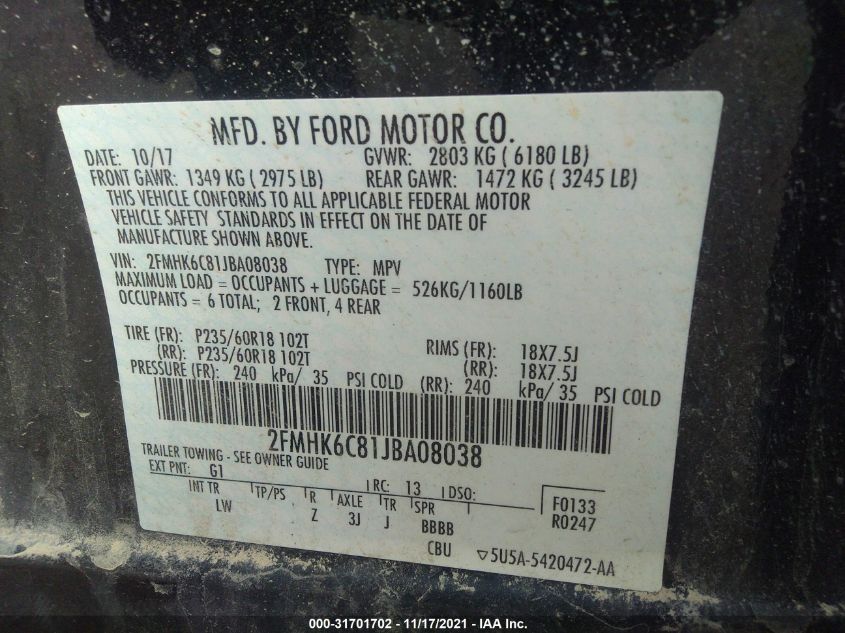 MFD. BY FORD MOTOR CO.
DATE: 10/17 GVWR: 2803 KG ( 6180 LB)
FRONT GAWR: 1349 KG ( 2975 LB) REAR GAWR: 1472 KG ( 3245 LB)
THIS VEHICLE CONFORMS TO ALL APPLICABLE FEDERAL MOTOR
VEHICLE SAFETY STANDARDS IN EFFECT ON THE DATE OF
MANUFACTURE SHOWN ABOVE.
VIN: 2FMHK6C81JBA08038 TYPE: MPV
MAXIMUM LOAD = OCCUPANTS + LUGGAGE = 526KG/1160LB
OCCUPANTS = 6 TOTAL; 2 FRONT, 4 REAR
TIRE (FR): P235/60R18 102T RIMS (FR): 18X7.5J
(RR): P235/60R18 102T (RR): 18X7.5J
PRESSURE (FR): 240 kPa/ 35 PSI COLD (RR): 240 kPa/ 35 PSI COLD
2FMHK6C81JBA08038
TRAILER TOWING - SEE OWNER GUIDE
EXT PNT: G1 RC: 13 DSO: F0133
INT TR TP/PS R AXLE TR SPR R0247
LW Z 3J J BBBB
CBU ▽5U5A-5420472-AA
000-31701702 - 11/17/2021 - IAA Inc.